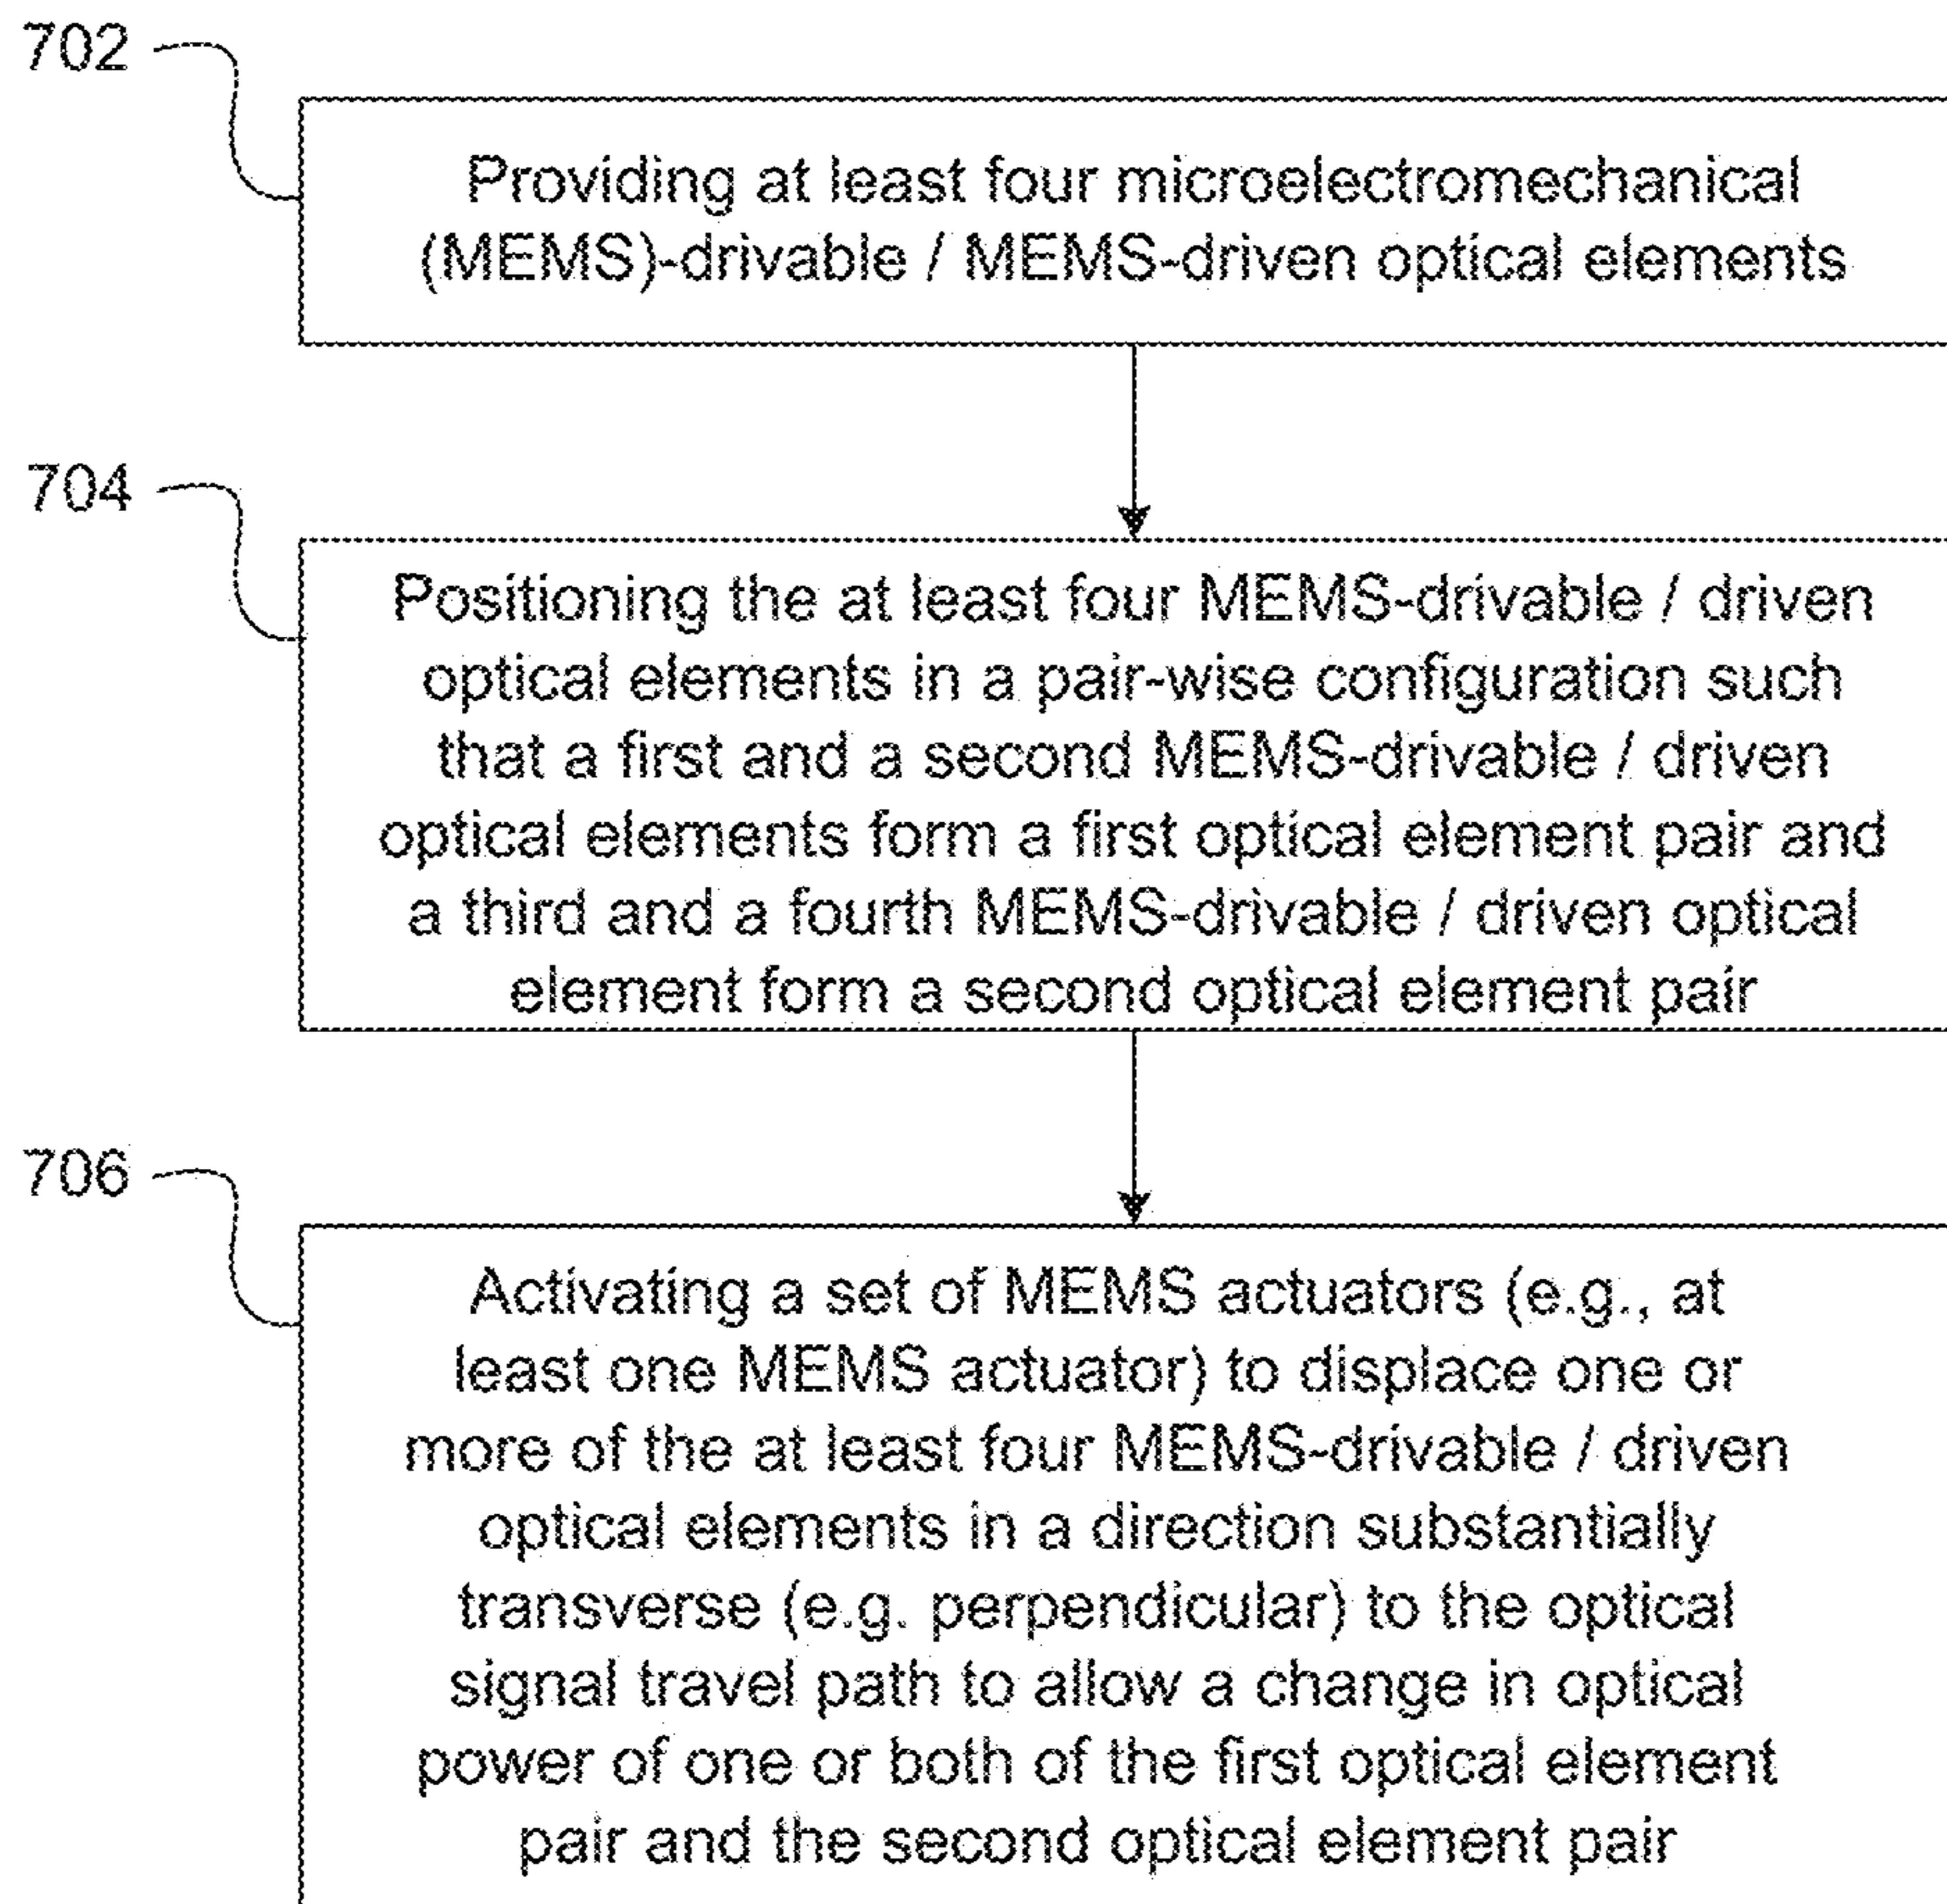 702
Providing at least four microelectromechanical
(MEMS)-drivable / MEMS-driven optical elements
704
Positioning the at least four MEMS-drivable / driven
optical elements in a pair-wise configuration such
that a first and a second MEMS-drivable / driven
optical elements form a first optical element pair and
a third and a fourth MEMS-drivable / driven optical
element form a second optical element pair
706
Activating a set of MEMS actuators (e.g., at
least one MEMS actuator) to displace one or
more of the at least four MEMS-drivable / driven
optical elements in a direction substantially
transverse (e.g. perpendicular) to the optical
signal travel path to allow a change in optical
power of one or both of the first optical element
pair and the second optical element pair